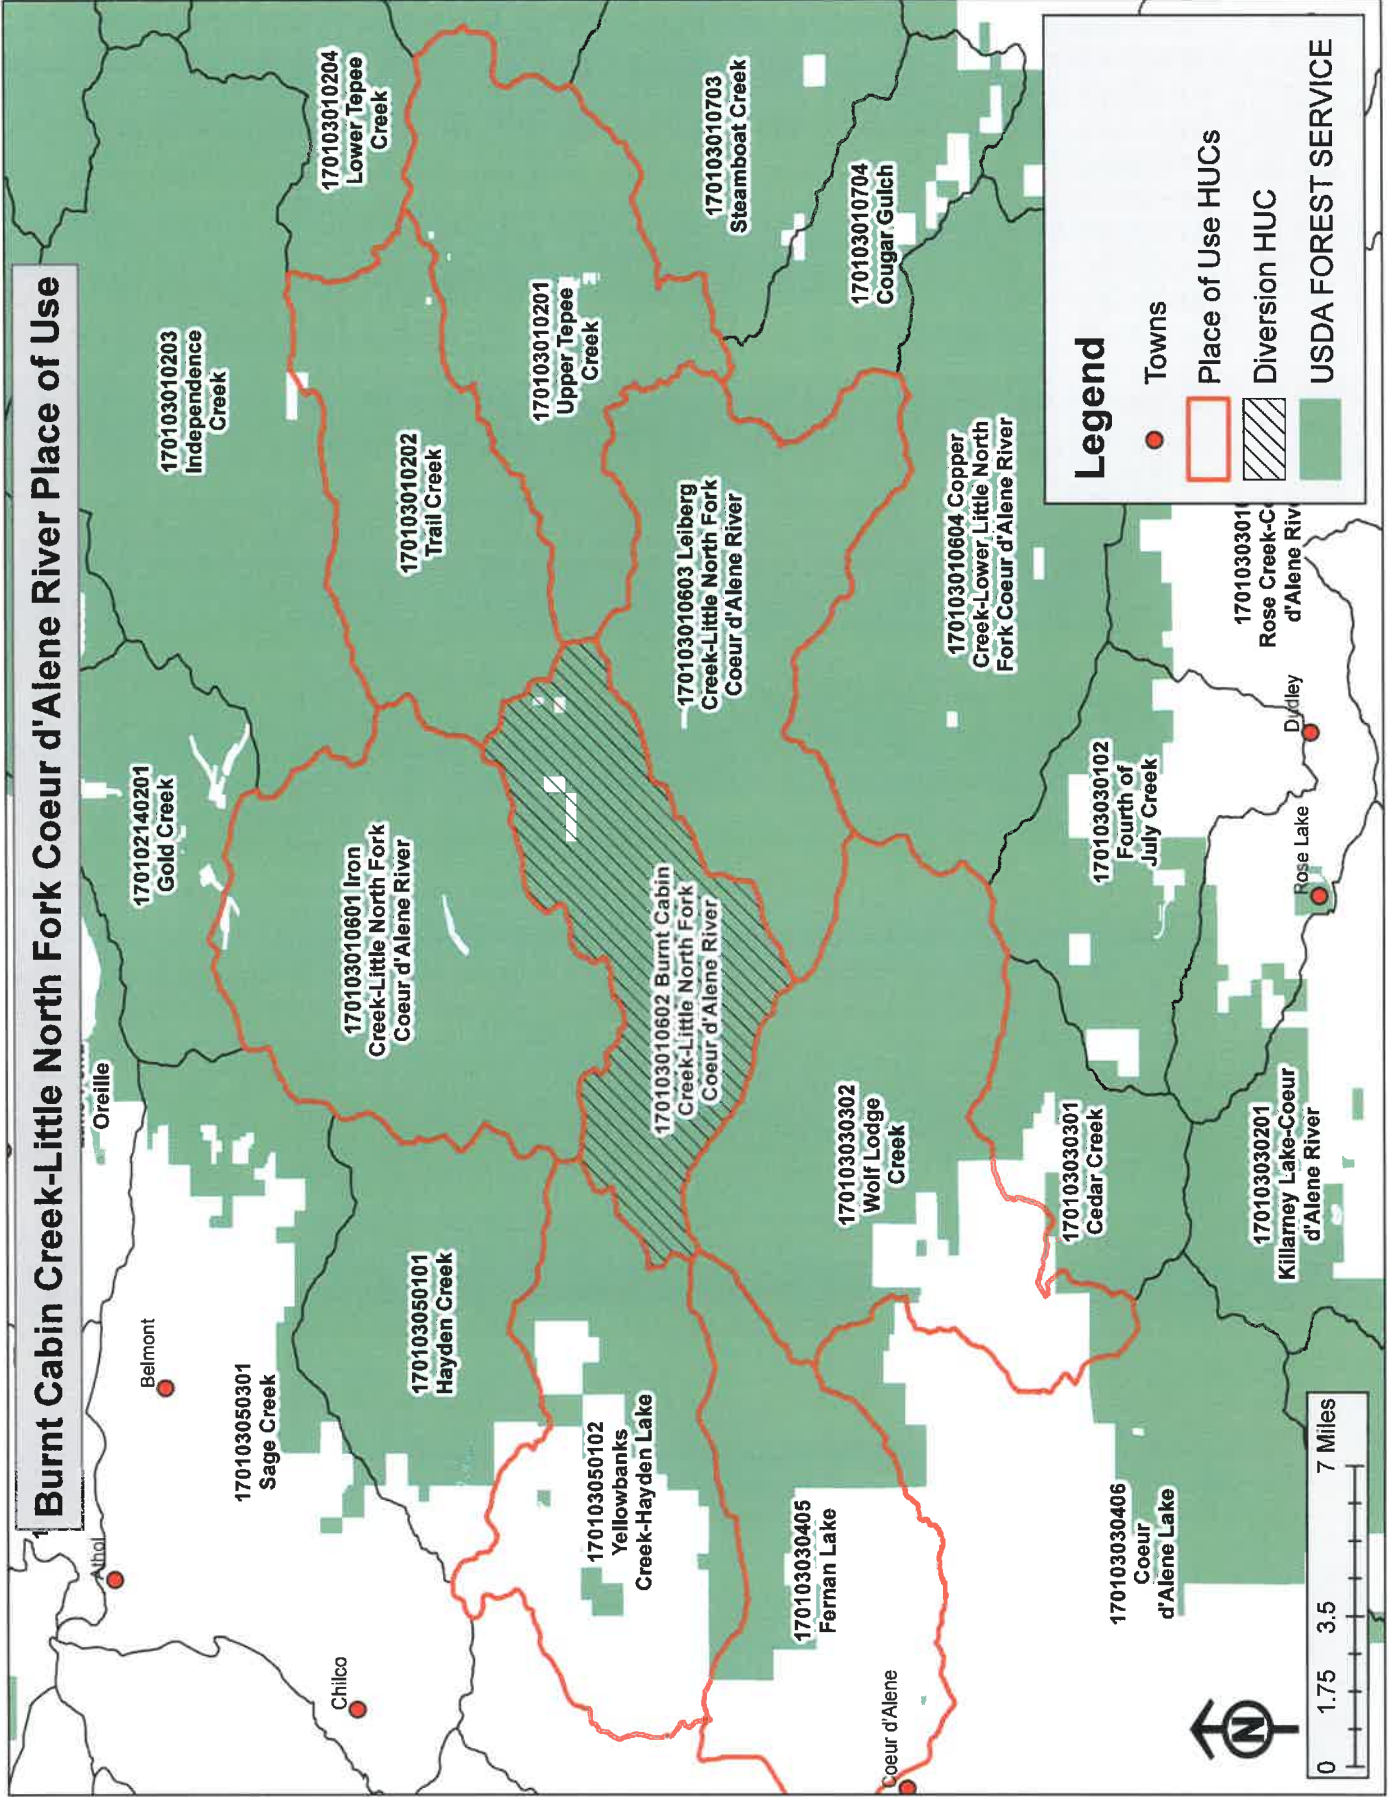 Burnt Cabin Creek-Little North Fork Coeur d'Alene River Place of Use
Athol
Belmont
Chilco
Oreille
170103050301
Sage Creek
170102140201
Gold Creek
170103010203
Independence
Creek
170103010204
Lower Tepee
Creek
170103050101
Hayden Creek
170103010601 Iron
Creek-Little North Fork
Coeur d'Alene River
170103010202
Trail Creek
170103010201
Upper Tepee
Creek
170103010703
Steamboat Creek
170103050102
Yellowbanks
Creek-Hayden Lake
170103010602 Burnt Cabin
Creek-Little North Fork
Coeur d'Alene River
170103010603 Leiberg
Creek-Little North Fork
Coeur d'Alene River
170103010704
Cougar Gulch
170103030405
Fernan Lake
170103030302
Wolf Lodge
Creek
170103010604 Copper
Creek-Lower Little North
Fork Coeur d'Alene River
Coeur d'Alene
170103030406
Coeur
d'Alene Lake
170103030301
Cedar Creek
170103030102
Fourth of
July Creek
170103030201
Killarney Lake-Coeur
d'Alene River
Rose Lake
Dudley
1701030301
Rose Creek-Co
d'Alene Rive
Legend
Towns
Place of Use HUCs
Diversion HUC
USDA FOREST SERVICE
N
0 1.75 3.5 7 Miles